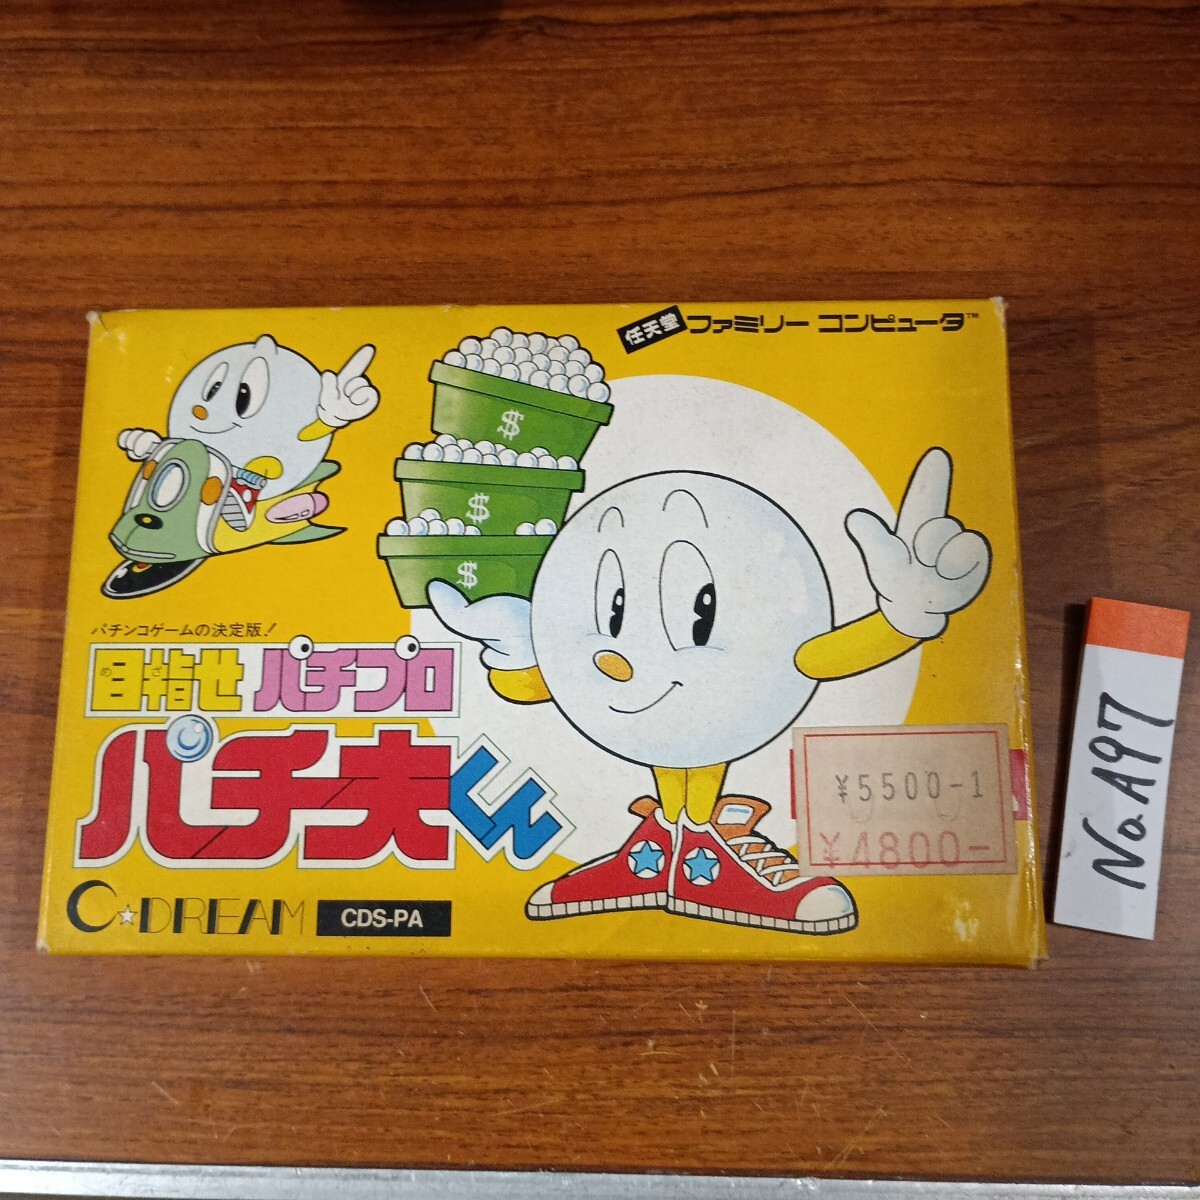 任天堂 ファミリー コンピュータ™
$
$
$
パチンコゲームの決定版!
目指せ パチプロ
め ざ
パチ夫くん
C☆DREAM CDS-PA
¥5500-1
¥4800-
No.A97